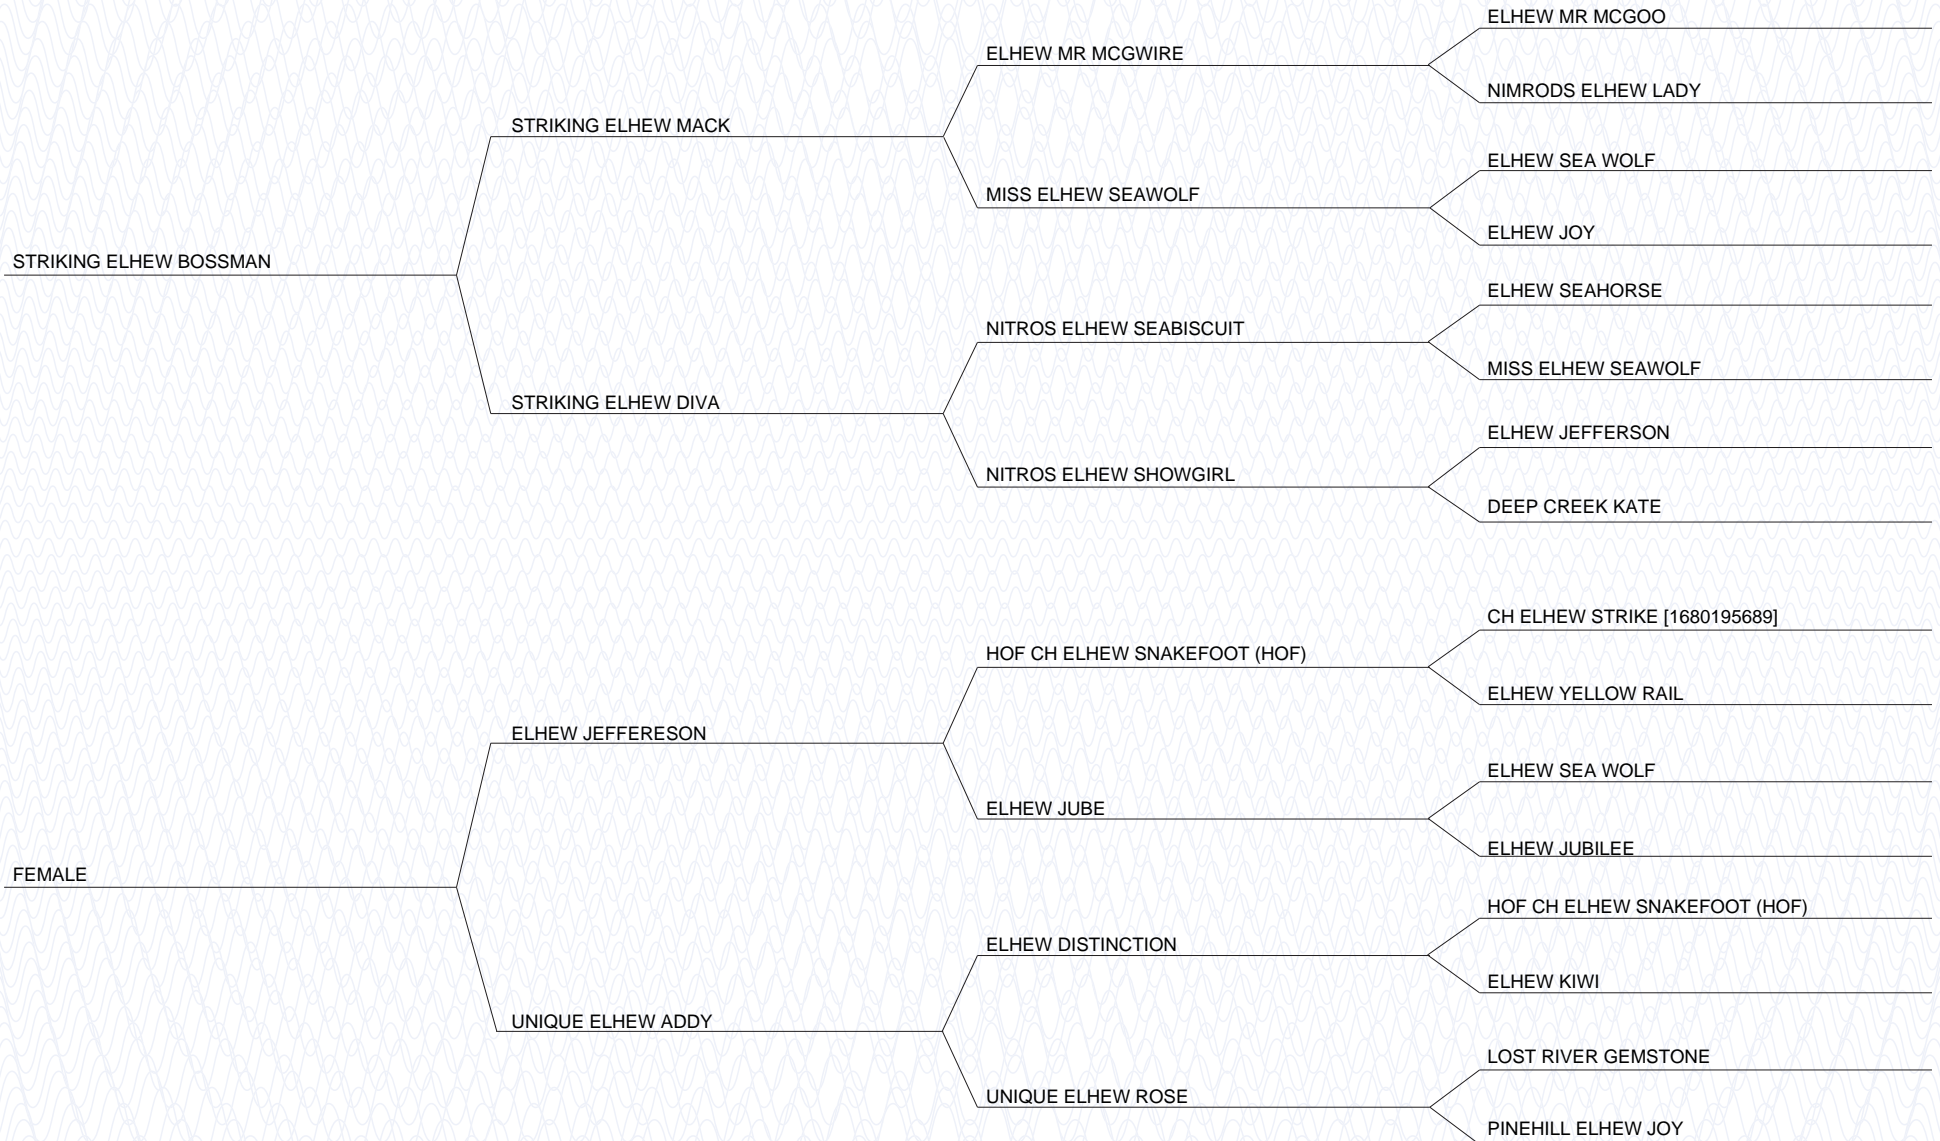 ELHEW MR MCGOO
ELHEW MR MCGWIRE
NIMRODS ELHEW LADY
STRIKING ELHEW MACK
ELHEW SEA WOLF
MISS ELHEW SEAWOLF
ELHEW JOY
STRIKING ELHEW BOSSMAN
ELHEW SEAHORSE
NITROS ELHEW SEABISCUIT
MISS ELHEW SEAWOLF
STRIKING ELHEW DIVA
ELHEW JEFFERSON
NITROS ELHEW SHOWGIRL
DEEP CREEK KATE
CH ELHEW STRIKE [1680195689]
HOF CH ELHEW SNAKEFOOT (HOF)
ELHEW YELLOW RAIL
ELHEW JEFFERESON
ELHEW SEA WOLF
ELHEW JUBE
ELHEW JUBILEE
FEMALE
HOF CH ELHEW SNAKEFOOT (HOF)
ELHEW DISTINCTION
ELHEW KIWI
UNIQUE ELHEW ADDY
LOST RIVER GEMSTONE
UNIQUE ELHEW ROSE
PINEHILL ELHEW JOY